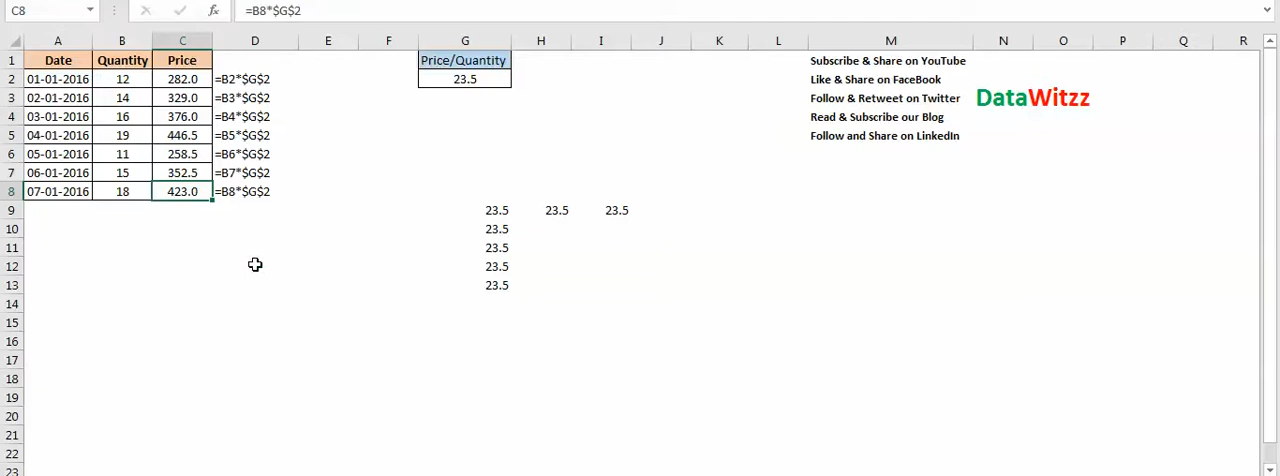 C8 fx =B8*$G$2
A B C D E F G H I J K L M N O P Q R
1 Date Quantity Price Price/Quantity Subscribe & Share on YouTube
2 01-01-2016 12 282.0 =B2*$G$2 23.5 Like & Share on FaceBook
3 02-01-2016 14 329.0 =B3*$G$2 Follow & Retweet on Twitter DataWitzz
4 03-01-2016 16 376.0 =B4*$G$2 Read & Subscribe our Blog
5 04-01-2016 19 446.5 =B5*$G$2 Follow and Share on LinkedIn
6 05-01-2016 11 258.5 =B6*$G$2
7 06-01-2016 15 352.5 =B7*$G$2
8 07-01-2016 18 423.0 =B8*$G$2
9 23.5 23.5 23.5
10 23.5
11 23.5
12 23.5
13 23.5
14
15
16
17
18
19
20
21
22
23